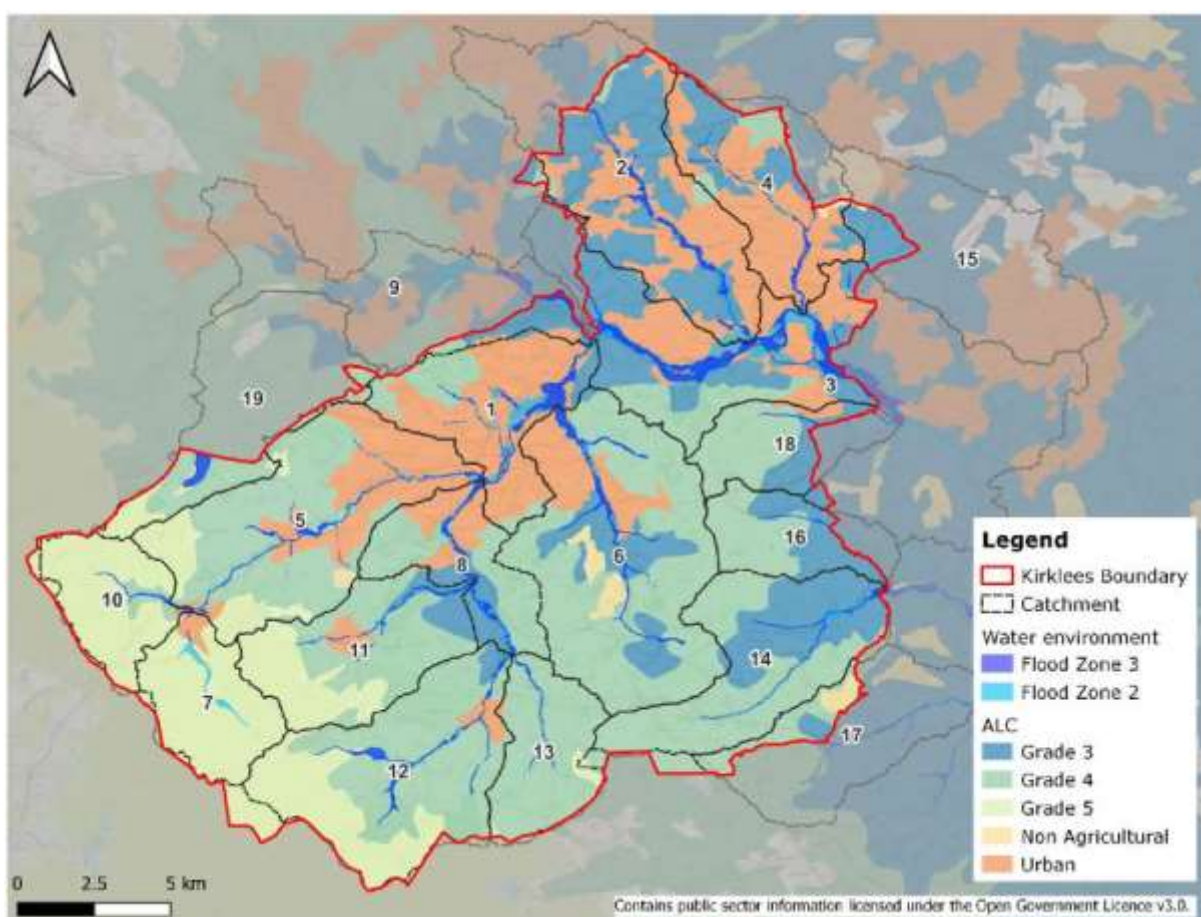 2
4
15
9
3
1
19
18
5
16
6
8
10
11
14
7
17
12
13
Legend
Kirklees Boundary
Catchment
Water environment
Flood Zone 3
Flood Zone 2
ALC
Grade 3
Grade 4
Grade 5
Non Agricultural
Urban
0 2.5 5 km
Contains public sector information licensed under the Open Government Licence v3.0.